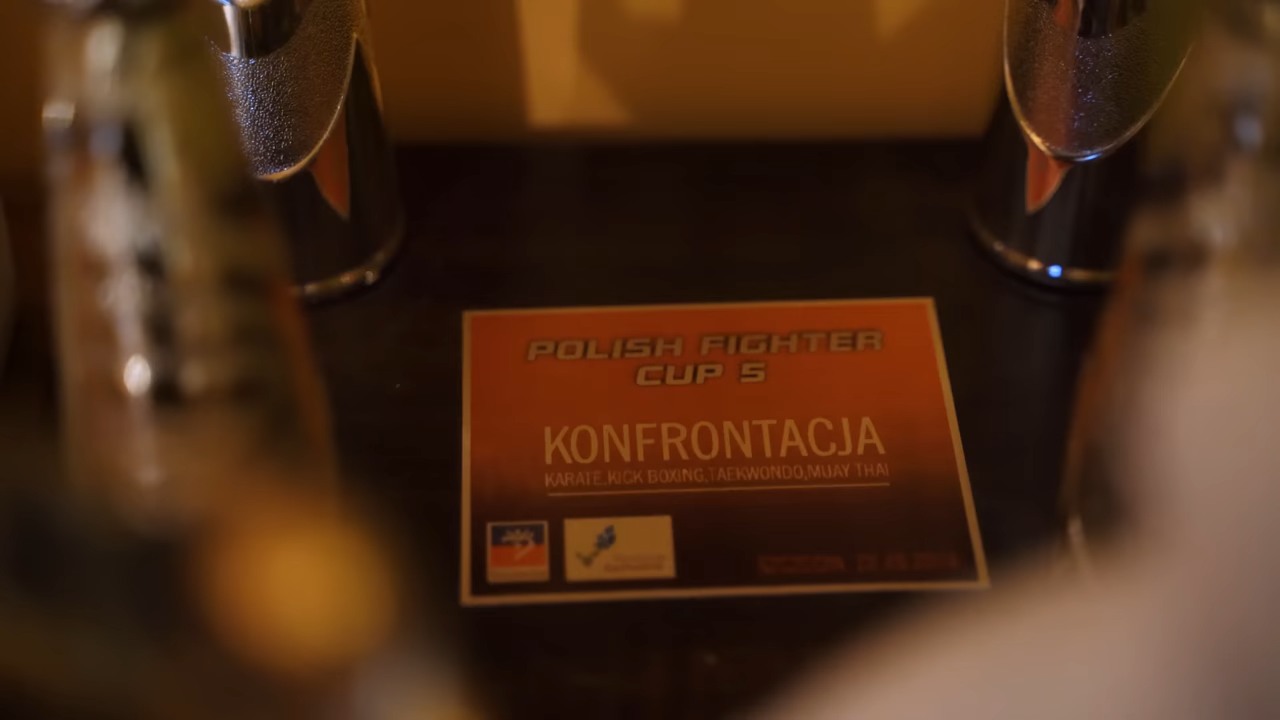 POLISH FIGHTER
CUP 5
KONFRONTACJA
KARATE,KICK BOXING,TAEKWONDO,MUAY THAI